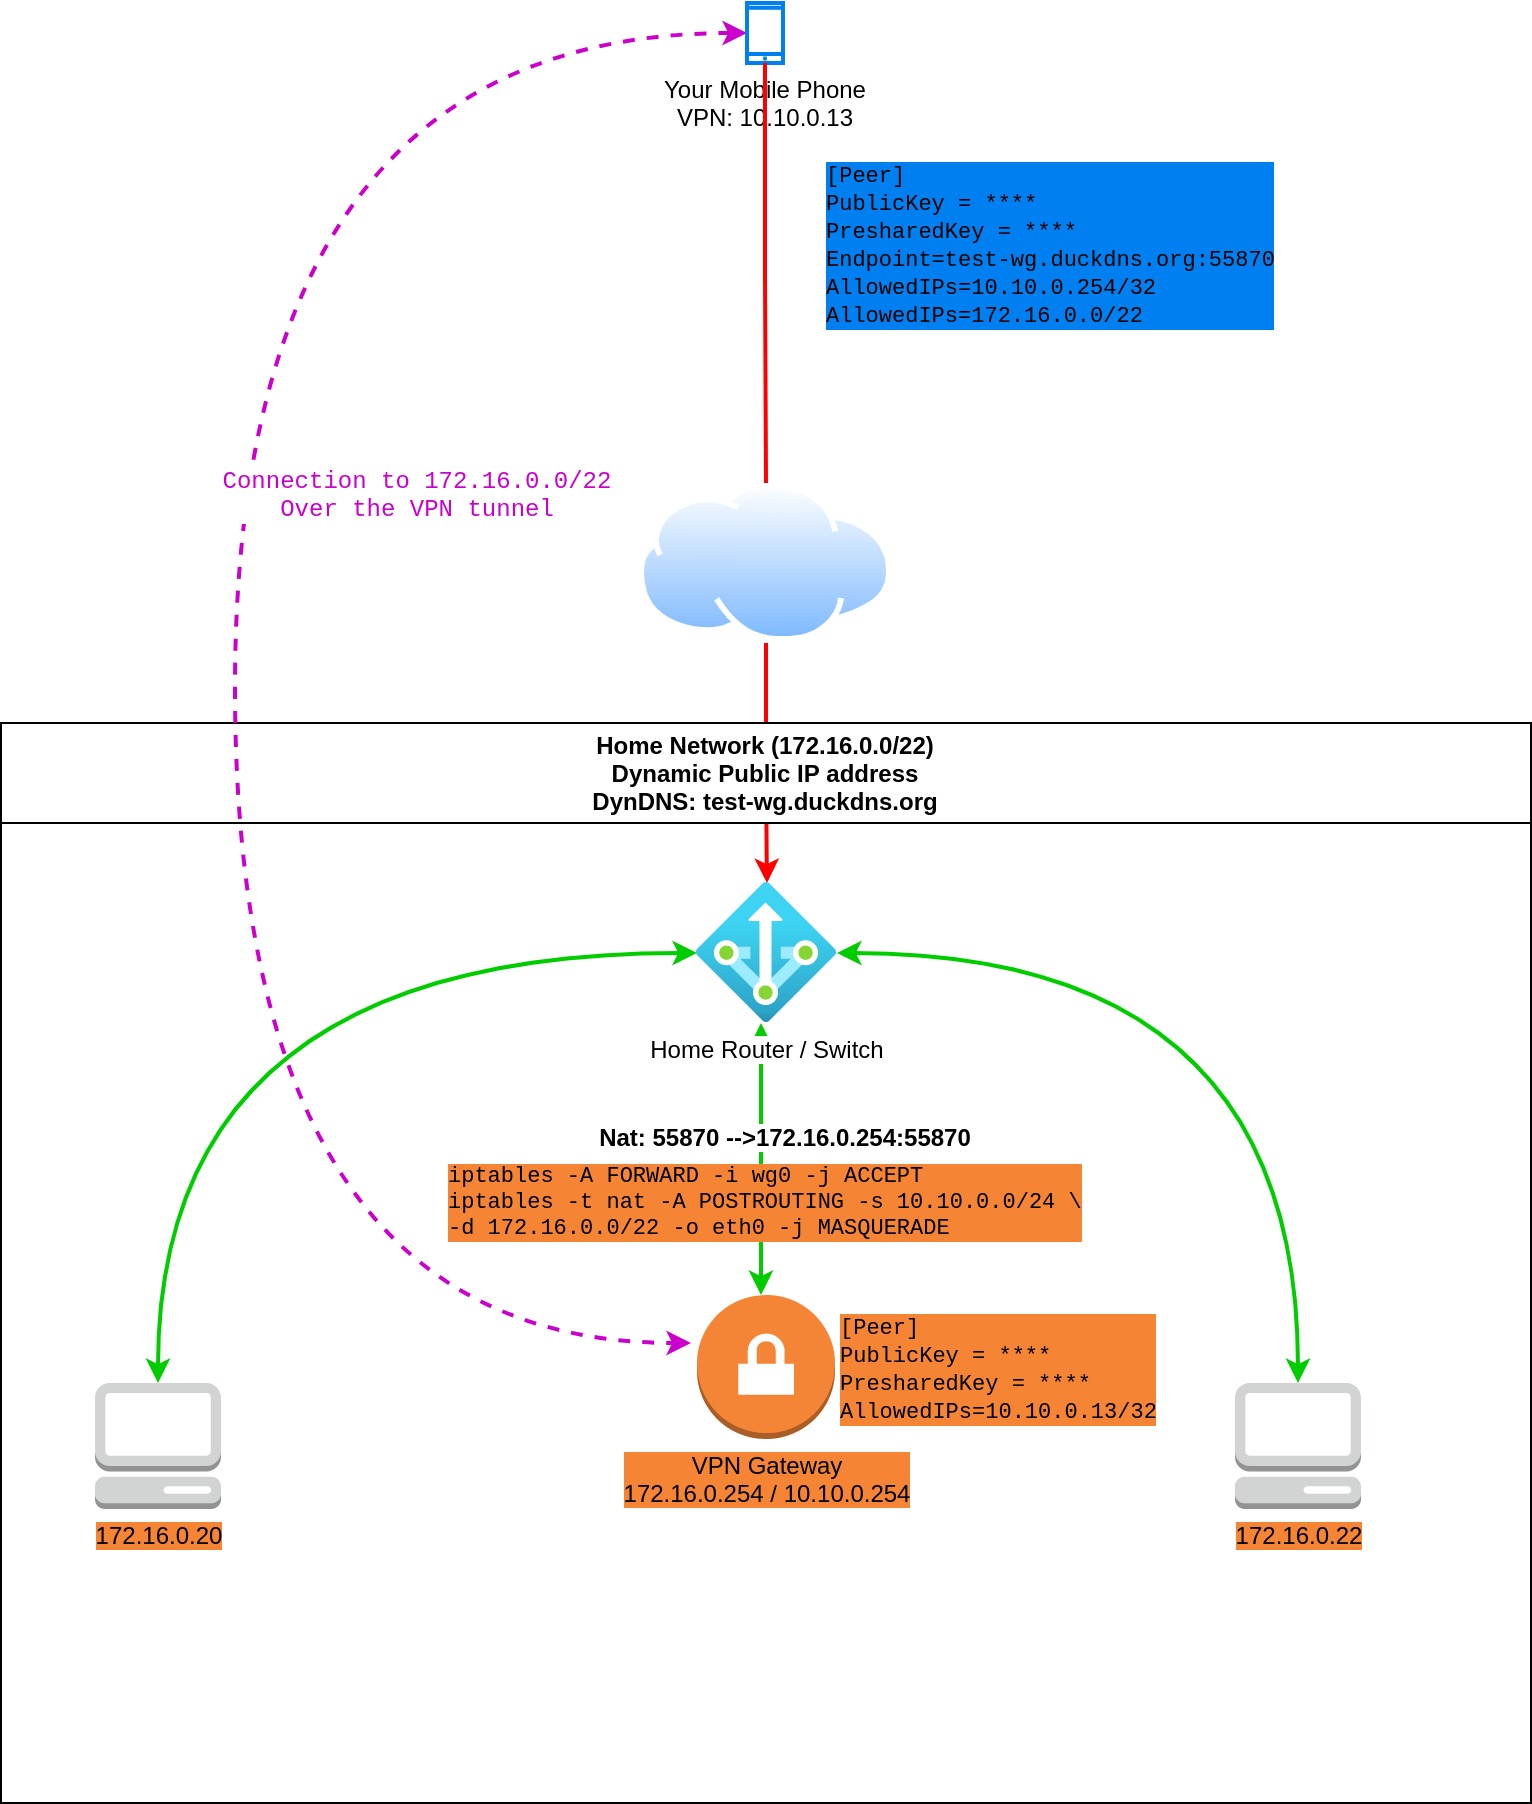 Your Mobile Phone
VPN: 10.10.0.13
[Peer]
PublicKey = ****
PresharedKey = ****
Endpoint=test-wg.duckdns.org:55870
AllowedIPs=10.10.0.254/32
AllowedIPs=172.16.0.0/22
Connection to 172.16.0.0/22
Over the VPN tunnel
Home Network (172.16.0.0/22)
Dynamic Public IP address
DynDNS: test-wg.duckdns.org
Home Router / Switch
Nat: 55870 -->172.16.0.254:55870
iptables -A FORWARD -i wg0 -j ACCEPT
iptables -t nat -A POSTROUTING -s 10.10.0.0/24 \
-d 172.16.0.0/22 -o eth0 -j MASQUERADE
[Peer]
PublicKey = ****
PresharedKey = ****
AllowedIPs=10.10.0.13/32
VPN Gateway
172.16.0.254 / 10.10.0.254
172.16.0.20
172.16.0.22